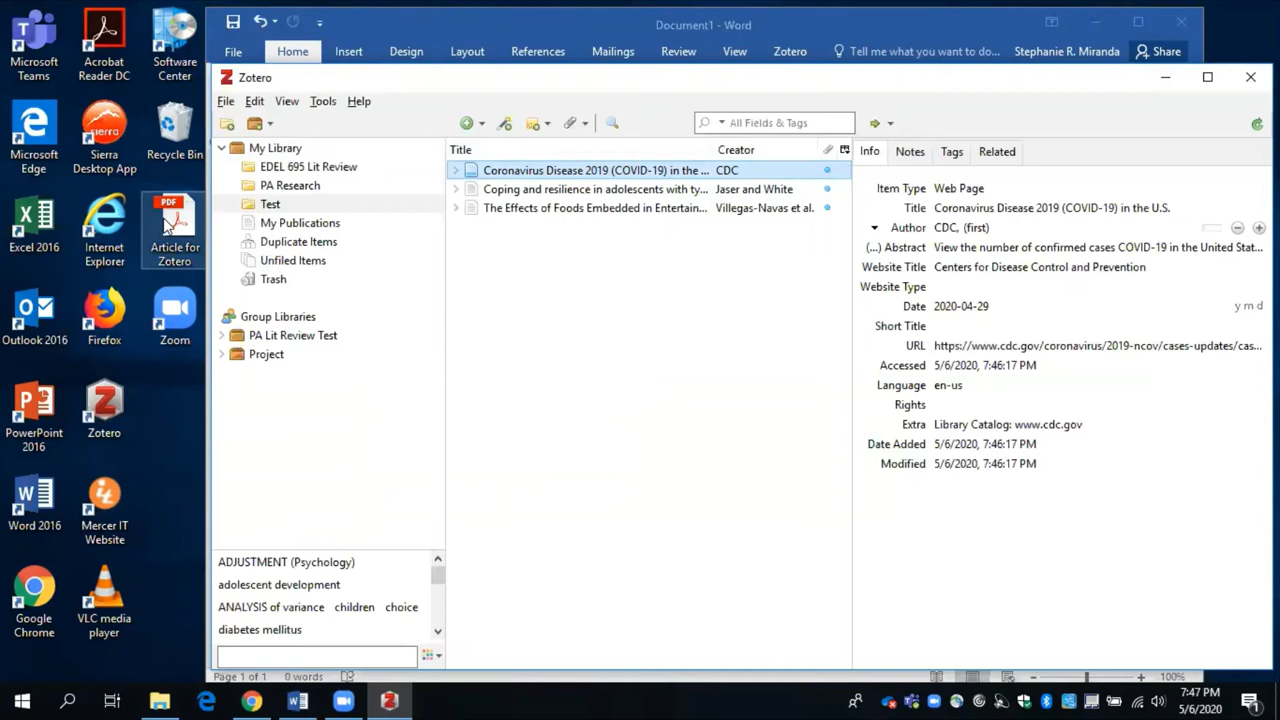 Microsoft Teams
Acrobat Reader DC
Software Center
Microsoft Edge
Sierra Desktop App
sierra
Recycle Bin
Excel 2016
Internet Explorer
PDF
Article for Zotero
Outlook 2016
Firefox
Zoom
PowerPoint 2016
Zotero
Word 2016
Mercer IT Website
Google Chrome
VLC media player
Document1 - Word
File Home Insert Design Layout References Mailings Review View Zotero Tell me what you want to do... Stephanie R. Miranda Share
Zotero
File Edit View Tools Help
All Fields & Tags
My Library
EDEL 695 Lit Review
PA Research
Test
My Publications
Duplicate Items
Unfiled Items
Trash
Group Libraries
PA Lit Review Test
Project
ADJUSTMENT (Psychology)
adolescent development
ANALYSIS of variance children choice
diabetes mellitus
Title Creator
Coronavirus Disease 2019 (COVID-19) in the ... CDC
Coping and resilience in adolescents with ty... Jaser and White
The Effects of Foods Embedded in Entertain... Villegas-Navas et al.
Info Notes Tags Related
Item Type Web Page
Title Coronavirus Disease 2019 (COVID-19) in the U.S.
Author CDC, (first)
(...) Abstract View the number of confirmed cases COVID-19 in the United Stat...
Website Title Centers for Disease Control and Prevention
Website Type
Date 2020-04-29 y m d
Short Title
URL https://www.cdc.gov/coronavirus/2019-ncov/cases-updates/cas...
Accessed 5/6/2020, 7:46:17 PM
Language en-us
Rights
Extra Library Catalog: www.cdc.gov
Date Added 5/6/2020, 7:46:17 PM
Modified 5/6/2020, 7:46:17 PM
Page 1 of 1 0 words 100%
7:47 PM
5/6/2020